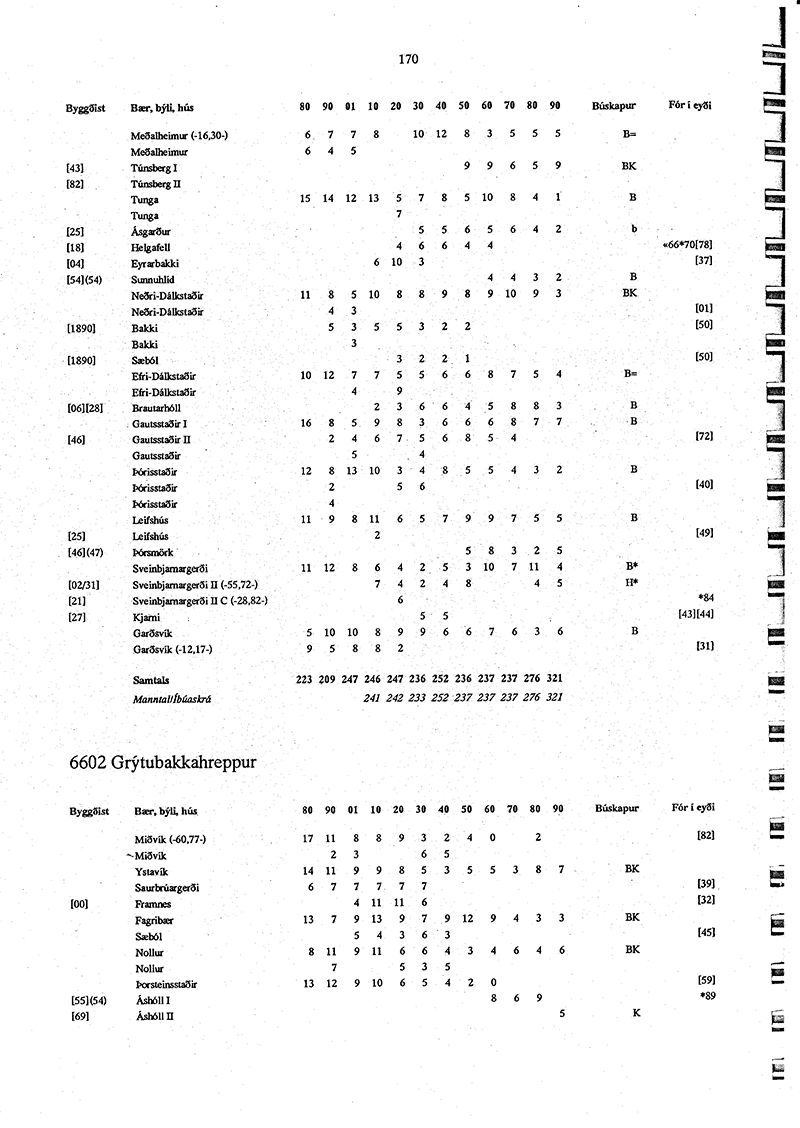 170
Byggðist Bær, býli, hús 80 90 01 10 20 30 40 50 60 70 80 90 Búskapur Fór í eyði
Meðalheimur (-16,30-) 6 7 7 8 10 12 8 3 5 5 5 B=
Meðalheimur 6 4 5
[43] Túnsberg I 9 9 6 5 9 BK
[82] Túnsberg II
Tunga 15 14 12 13 5 7 8 5 10 8 4 1 B
Tunga 7
[25] Ásgarður 5 5 6 5 6 4 2 b
[18] Helgafell 4 6 6 4 4 «66*70[78]
[04] Eyrarbakki 6 10 3 [37]
[54](54) Sunnuhlíd 4 4 3 2 B
Neðri-Dálkstaðir 11 8 5 10 8 8 9 8 9 10 9 3 BK
Neðri-Dálkstaðir 4 3 [01]
[1890] Bakki 5 3 5 5 3 2 2 [50]
Bakki 3
[1890] Sæból 3 2 2 1 [50]
Efri-Dálkstaðir 10 12 7 7 5 5 6 6 8 7 5 4 B=
Efri-Dálkstaðir 4 9
[06][28] Brautarhóll 2 3 6 6 4 5 8 8 3 B
Gautsstaðir I 16 8 5 9 8 3 6 6 6 8 7 7 B
[46] Gautsstaðir II 2 4 6 7 5 6 8 5 4 [72]
Gautsstaðir 5 4
Þórisstaðir 12 8 13 10 3 4 8 5 5 4 3 2 B
Þórisstaðir 2 5 6 [40]
Þórisstaðir 4
Leifshús 11 9 8 11 6 5 7 9 9 7 5 5 B
[25] Leifshús 2 [49]
[46](47) Þórsmörk 5 8 3 2 5
Sveinbjarnargerði 11 12 8 6 4 2 5 3 10 7 11 4 B*
[02/31] Sveinbjarnargerði II (-55,72-) 7 4 2 4 8 4 5 H*
[21] Sveinbjarnargerði II C (-28,82-) 6 *84
[27] Kjarni 5 5 [43][44]
Garðsvík 5 10 10 8 9 9 6 6 7 6 3 6 B
Garðsvík (-12,17-) 9 5 8 8 2 [31]
Samtals 223 209 247 246 247 236 252 236 237 237 276 321
Manntal/Íbúaskrá 241 242 233 252 237 237 237 276 321
6602 Grýtubakkahreppur
Byggðist Bær, býli, hús 80 90 01 10 20 30 40 50 60 70 80 90 Búskapur Fór í eyði
Miðvík (-60,77-) 17 11 8 8 9 3 2 4 0 2 [82]
~Miðvík 2 3 6 5
Ystavík 14 11 9 9 8 5 3 5 5 3 8 7 BK
Saurbrúargerði 6 7 7 7 7 7 [39]
[00] Framnes 4 11 11 6 [32]
Fagribær 13 7 9 13 9 7 9 12 9 4 3 3 BK
Sæból 5 4 3 6 3 [45]
Nollur 8 11 9 11 6 6 4 3 4 6 4 6 BK
Nollur 7 5 3 5
Þorsteinsstaðir 13 12 9 10 6 5 4 2 0 [59]
[55](54) Áshóll I 8 6 9 *89
[69] Áshóll II 5 K